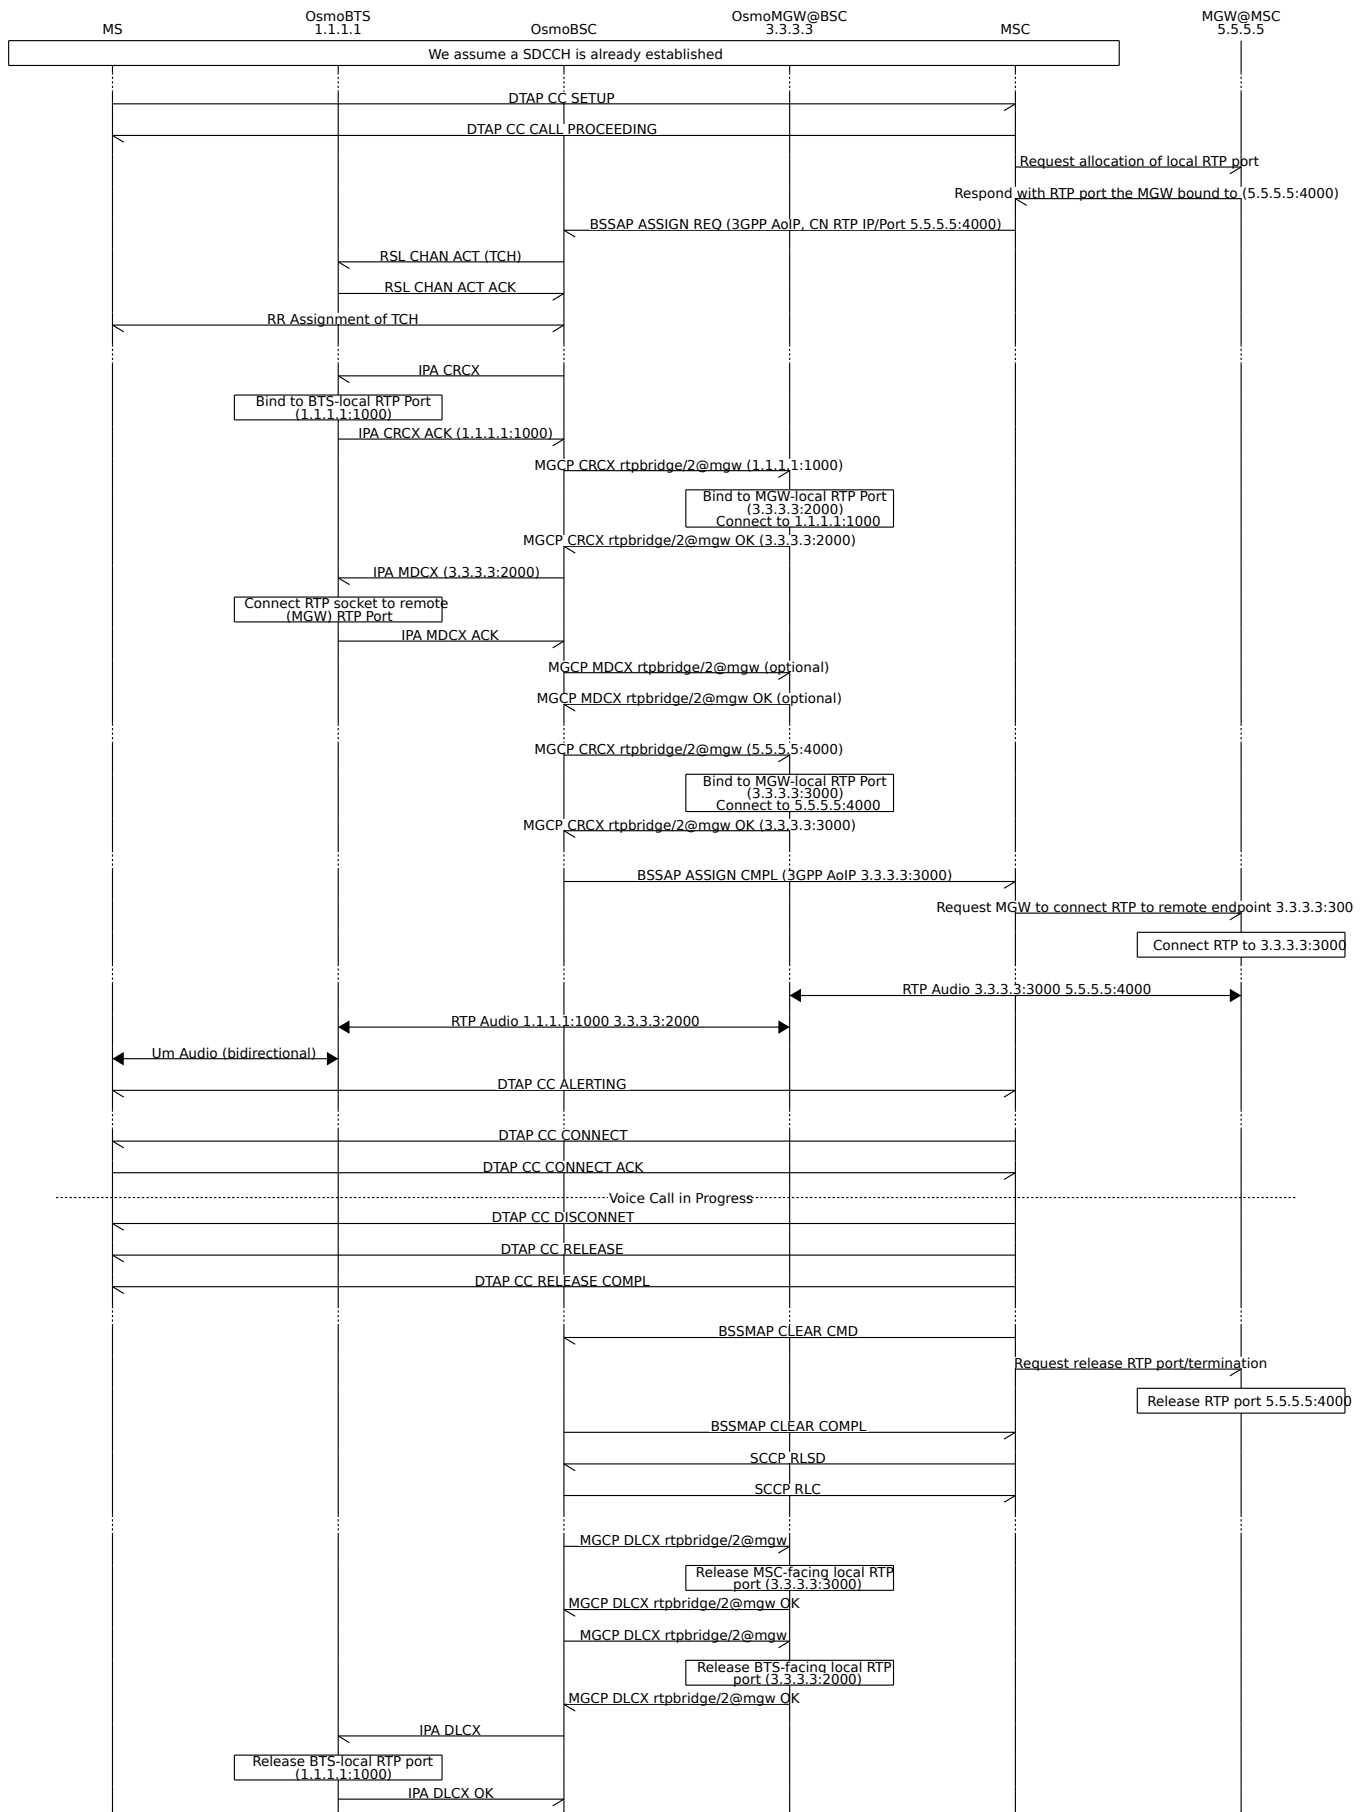 OsmoBTS
OsmoMGW@BSC
MGW@MSC
MS
1.1.1.1
OsmoBSC
3.3.3.3
MSC
5.5.5.5
We assume a SDCCH is already established
DTAP CC SETUP
DTAP CC CALL PROCEEDING
Request allocation of local RTP port
Respond with RTP port the MGW bound to (5.5.5.5:4000)
BSSAP ASSIGN REQ (3GPP AoIP, CN RTP IP/Port 5.5.5.5:4000)
RSL CHAN ACT (TCH)
RSL CHAN ACT ACK
RR Assignment of TCH
IPA CRCX
Bind to BTS-local RTP Port
(1.1.1.1:1000)
IPA CRCX ACK (1.1.1.1:1000)
MGCP CRCX rtpbridge/2@mgw (1.1.1.1:1000)
Bind to MGW-local RTP Port
(3.3.3.3:2000)
Connect to 1.1.1.1:1000
MGCP CRCX rtpbridge/2@mgw OK (3.3.3.3:2000)
IPA MDCX (3.3.3.3:2000)
Connect RTP socket to remote
(MGW) RTP Port
IPA MDCX ACK
MGCP MDCX rtpbridge/2@mgw (optional)
MGCP MDCX rtpbridge/2@mgw OK (optional)
MGCP CRCX rtpbridge/2@mgw (5.5.5.5:4000)
Bind to MGW-local RTP Port
(3.3.3.3:3000)
Connect to 5.5.5.5:4000
MGCP CRCX rtpbridge/2@mgw OK (3.3.3.3:3000)
BSSAP ASSIGN CMPL (3GPP AoIP 3.3.3.3:3000)
Request MGW to connect RTP to remote endpoint 3.3.3.3:300
Connect RTP to 3.3.3.3:3000
RTP Audio 3.3.3.3:3000 5.5.5.5:4000
RTP Audio 1.1.1.1:1000 3.3.3.3:2000
Um Audio (bidirectional)
DTAP CC ALERTING
DTAP CC CONNECT
DTAP CC CONNECT ACK
Voice Call in Progress
DTAP CC DISCONNET
DTAP CC RELEASE
DTAP CC RELEASE COMPL
BSSMAP CLEAR CMD
Request release RTP port/termination
Release RTP port 5.5.5.5:4000
BSSMAP CLEAR COMPL
SCCP RLSD
SCCP RLC
MGCP DLCX rtpbridge/2@mgw
Release MSC-facing local RTP
port (3.3.3.3:3000)
MGCP DLCX rtpbridge/2@mgw OK
MGCP DLCX rtpbridge/2@mgw
Release BTS-facing local RTP
port (3.3.3.3:2000)
MGCP DLCX rtpbridge/2@mgw OK
IPA DLCX
Release BTS-local RTP port
(1.1.1.1:1000)
IPA DLCX OK